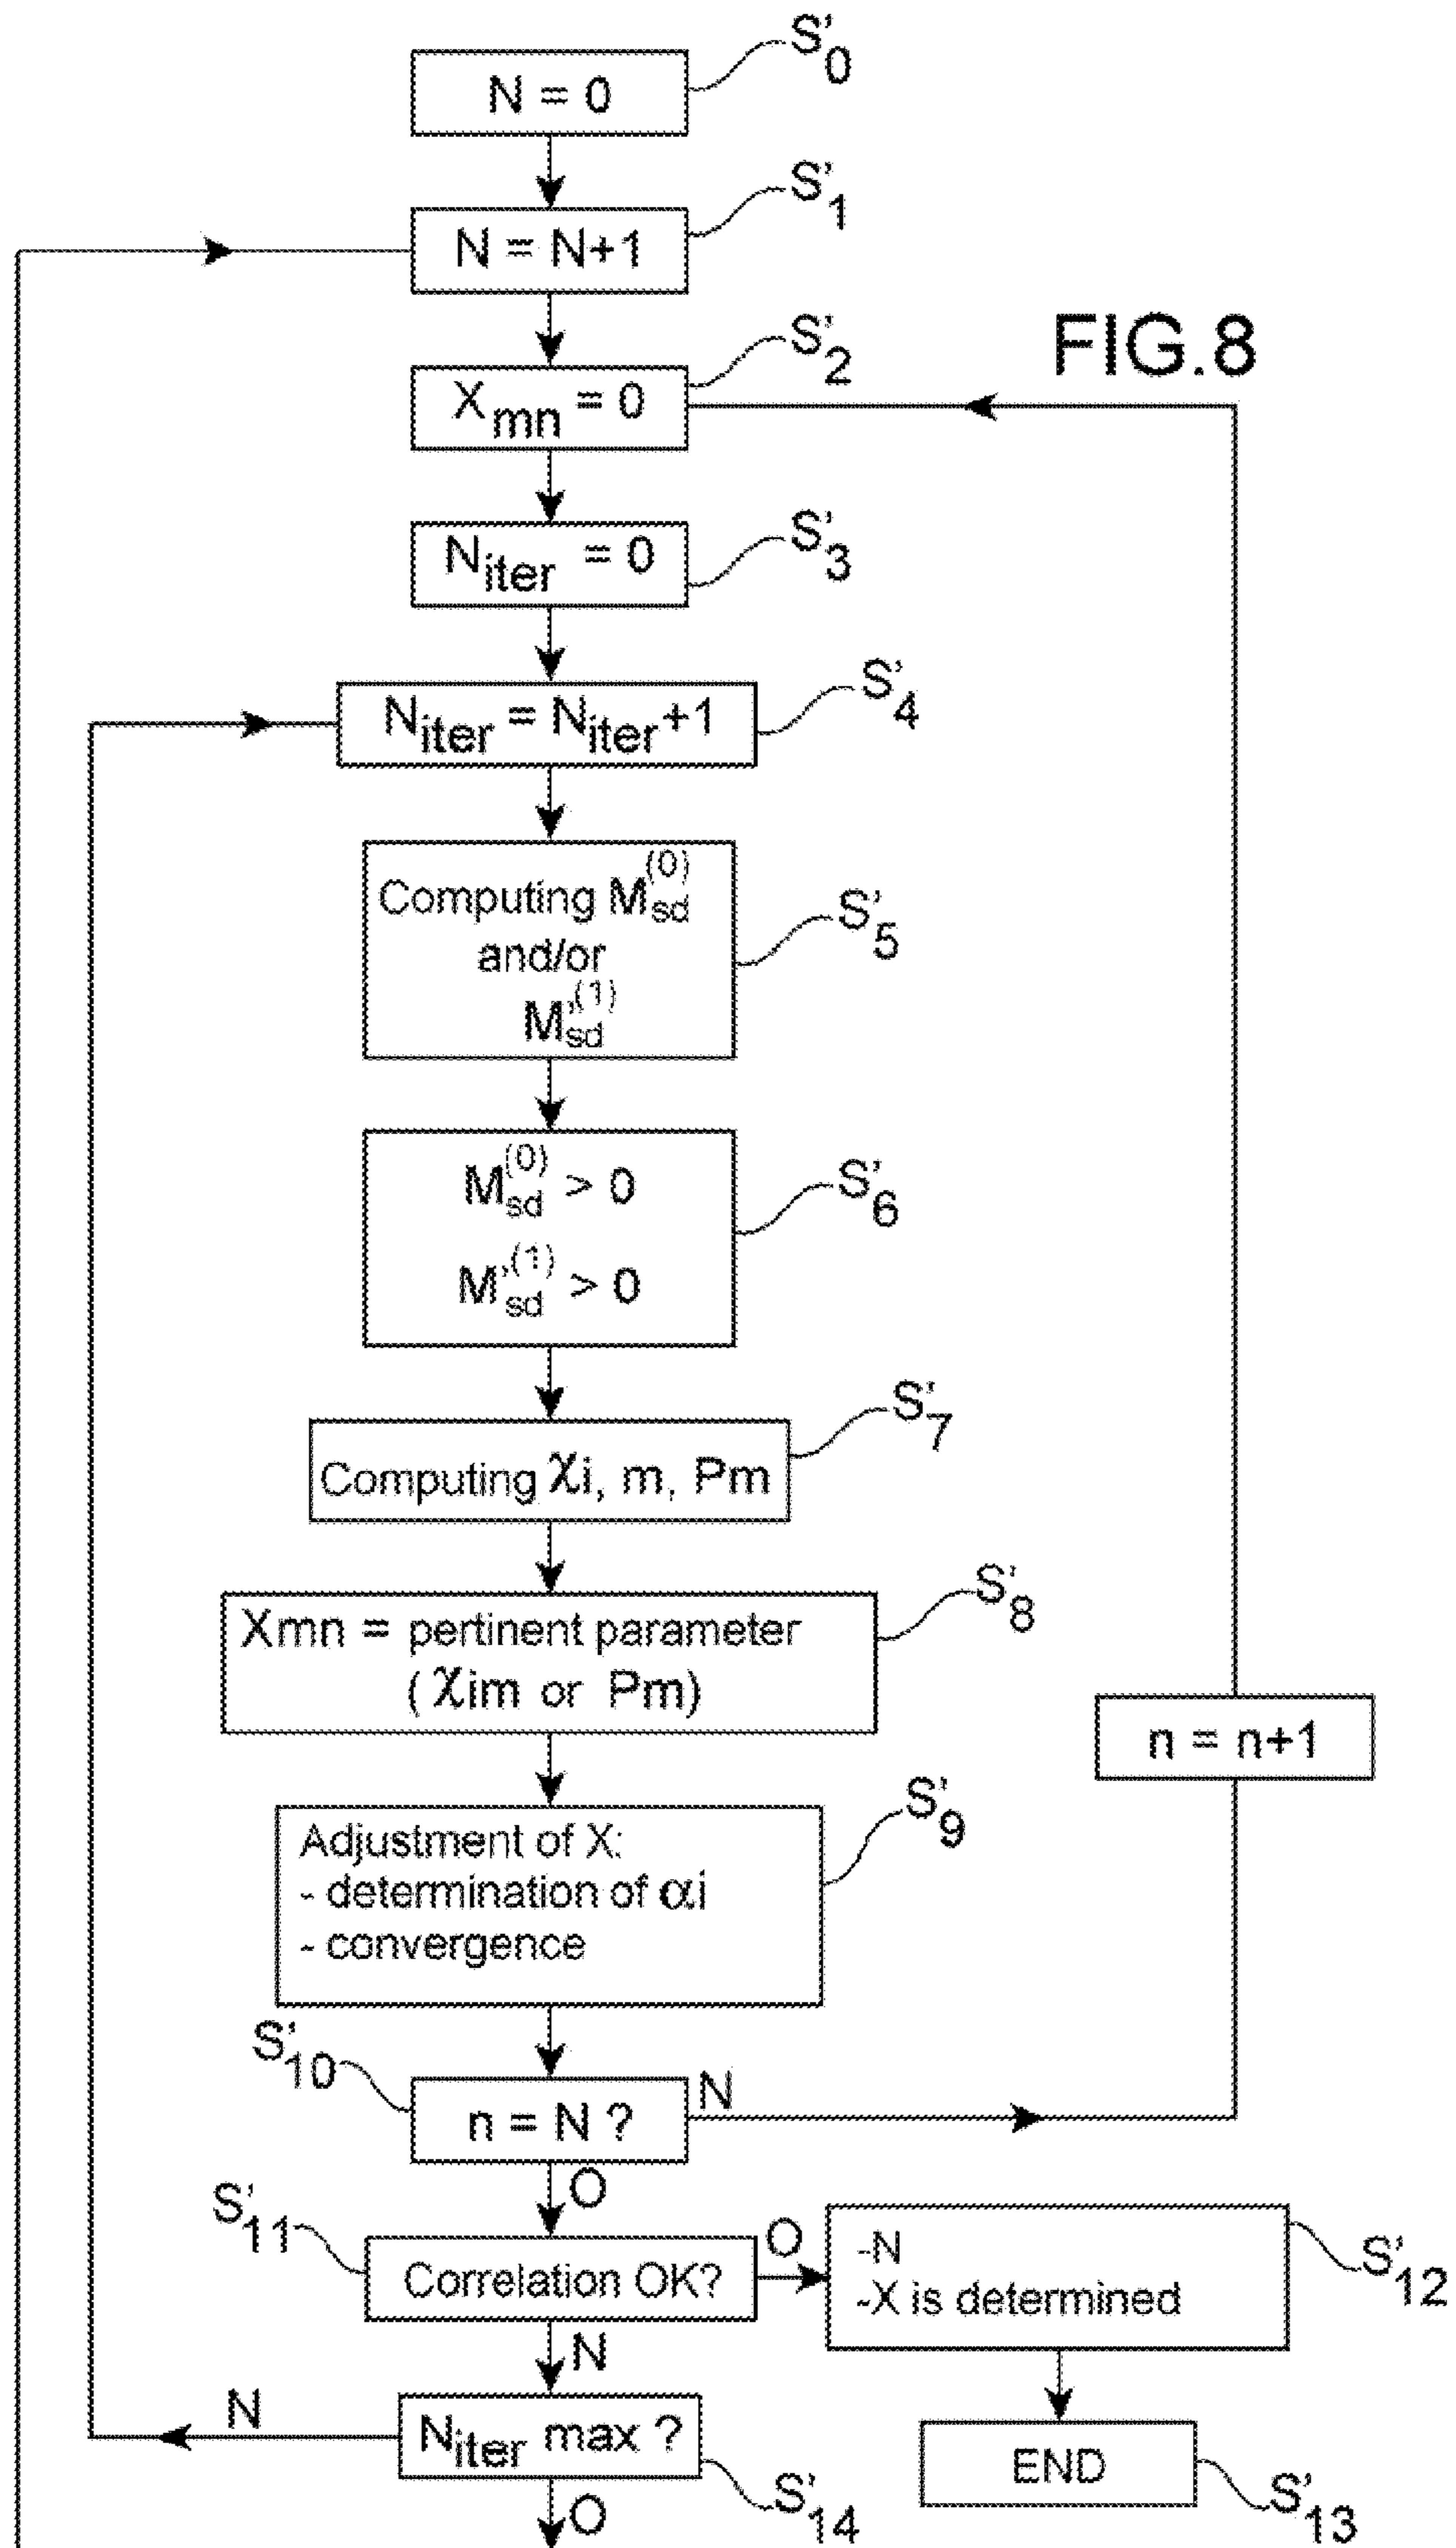 S'0
N = 0
S'1
N = N+1
FIG.8
S'2
Xmn = 0
S'3
Niter = 0
S'4
Niter = Niter+1
S'5
Computing Msd(0)
and/or
M'sd(1)
S'6
Msd(0) > 0
M'sd(1) > 0
S'7
Computing χi, m, Pm
S'8
Xmn = pertinent parameter
( χim or Pm)
n = n+1
S'9
Adjustment of X:
- determination of αi
- convergence
S'10
n = N ?
N
O
S'11
Correlation OK?
O
-N
-X is determined
S'12
N
N
Niter max ?
S'14
END
S'13
O